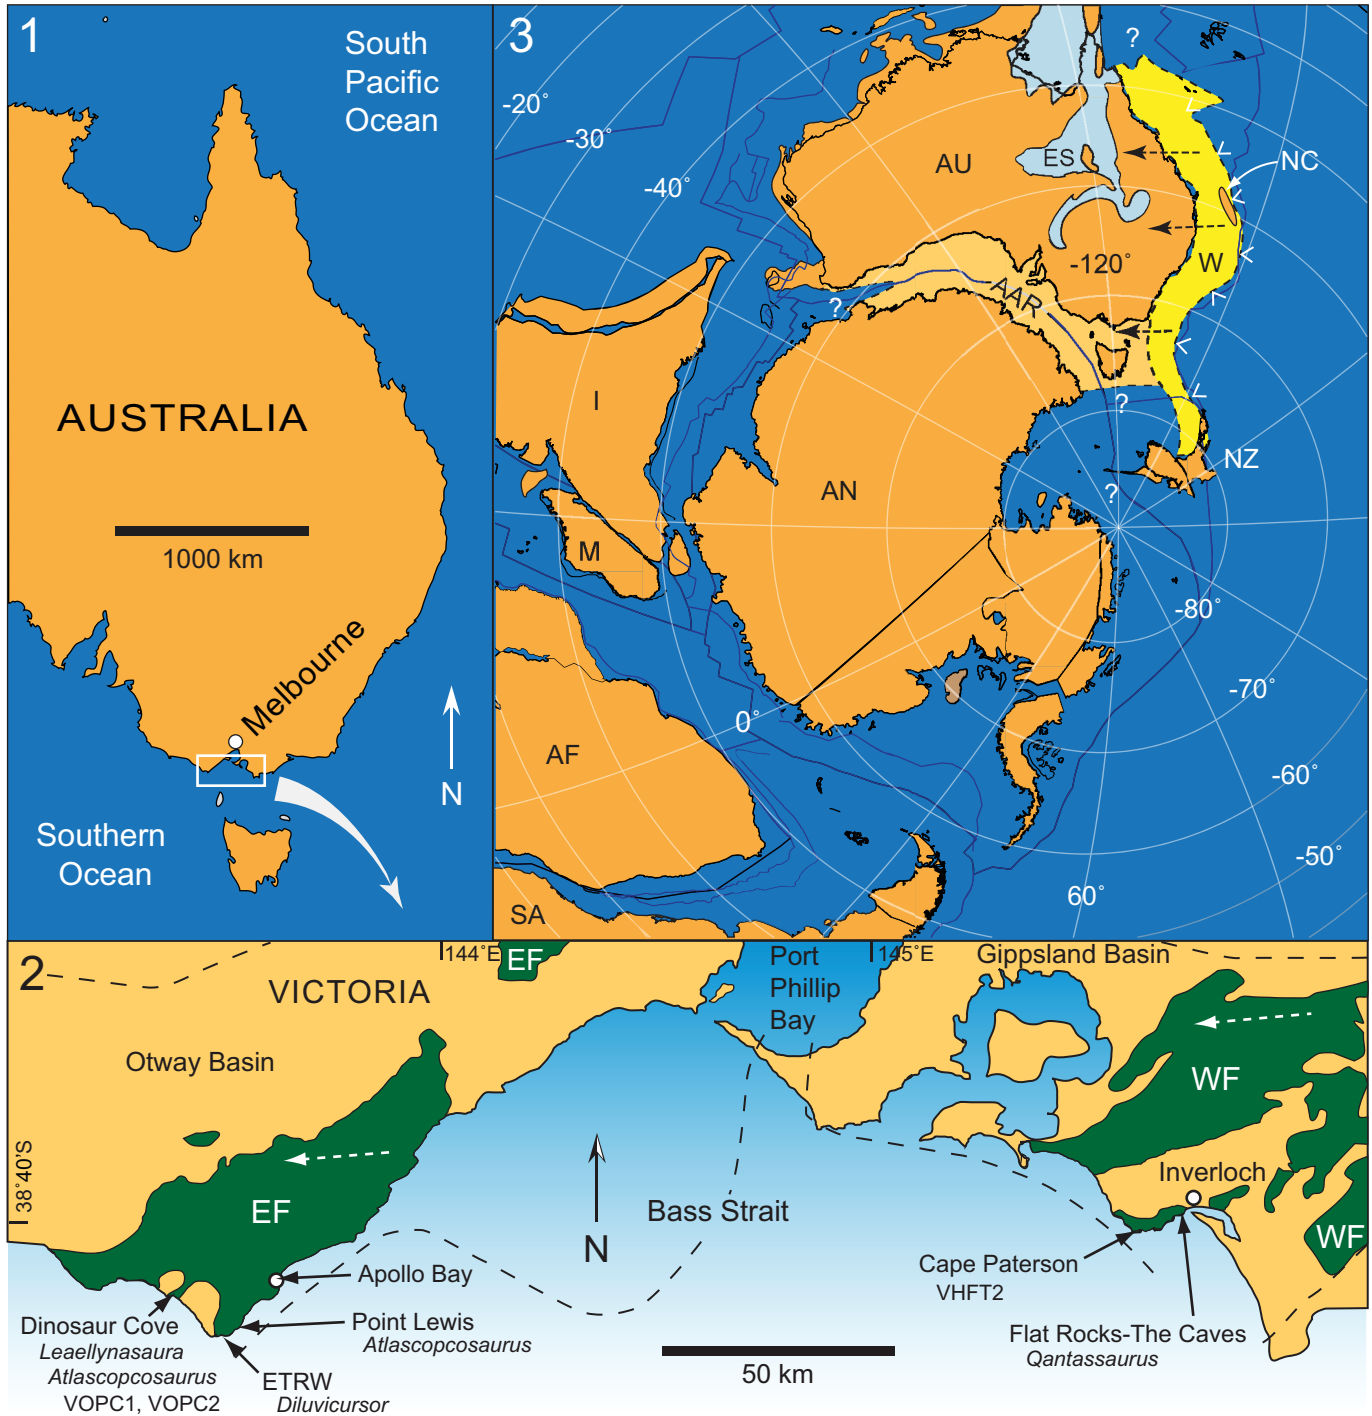 1
South
Pacific
Ocean
AUSTRALIA
1000 km
Melbourne
N
Southern
Ocean
3
?
-20°
-30°
-40°
AU
ES
NC
-120°
W
AAR
?
?
I
NZ
AN
?
M
-80°
-70°
0°
AF
-60°
-50°
60°
SA
2
144°E
EF
Port
Phillip
Bay
145°E
Gippsland Basin
VICTORIA
Otway Basin
WF
38°40'S
EF
Inverloch
Bass Strait
N
WF
Cape Paterson
VHFT2
Apollo Bay
Dinosaur Cove
Leaellynasaura
Atlascopcosaurus
VOPC1, VOPC2
Point Lewis
Atlascopcosaurus
Flat Rocks-The Caves
Qantassaurus
50 km
ETRW
Diluvicursor